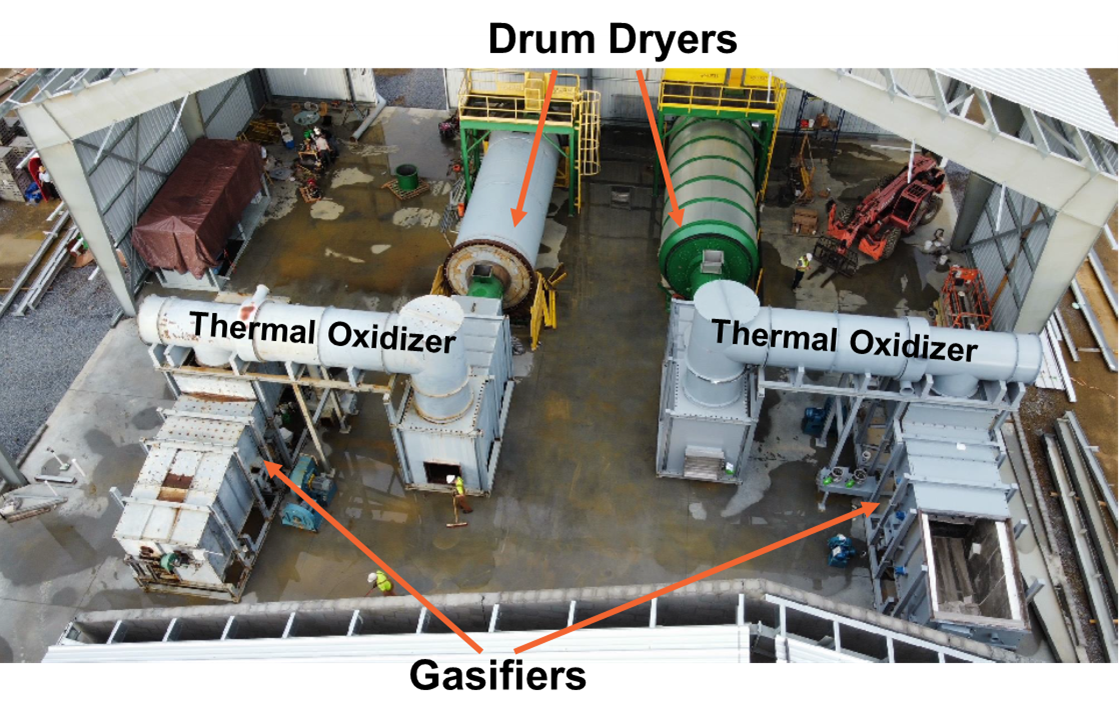 Drum Dryers
Thermal Oxidizer
Thermal Oxidizer
Gasifiers